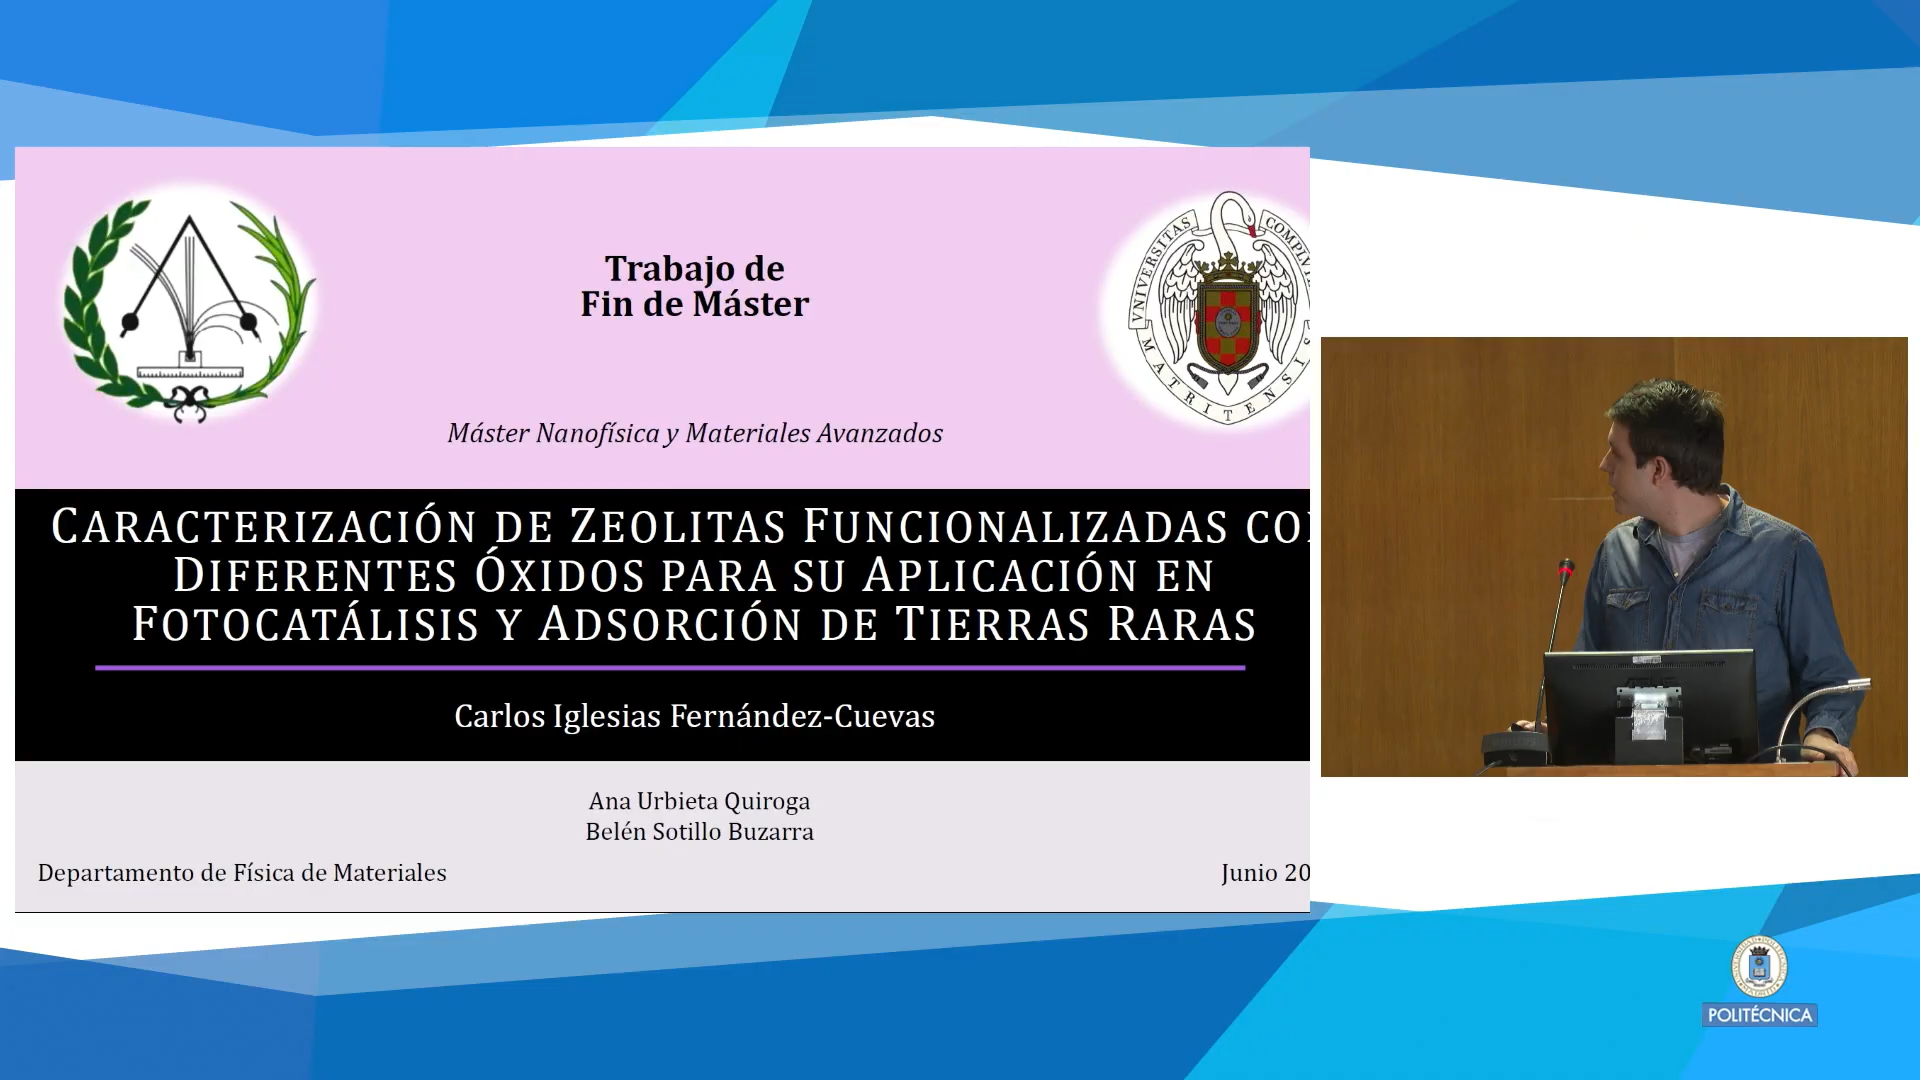 Trabajo de
Fin de Máster
VNIVERSITAS
MATRITENSIS
Máster Nanofísica y Materiales Avanzados
CARACTERIZACIÓN DE ZEOLITAS FUNCIONALIZADAS CO
DIFERENTES ÓXIDOS PARA SU APLICACIÓN EN
FOTOCATÁLISIS Y ADSORCIÓN DE TIERRAS RARAS
Carlos Iglesias Fernández-Cuevas
Ana Urbieta Quiroga
Belén Sotillo Buzarra
Departamento de Física de Materiales
Junio 20
POLITÉCNICA